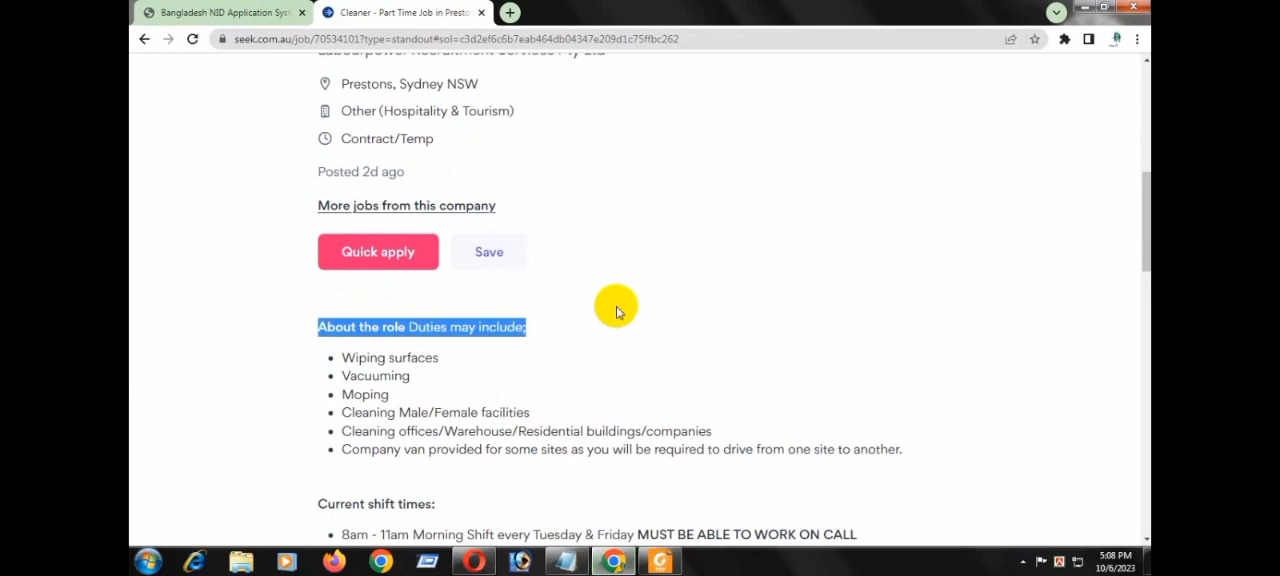 Bangladesh NID Application Syst
Cleaner - Part Time Job in Presto
seek.com.au/job/70534101?type=standout#sol=c3d2ef6c6b7eab464db04347e209d1c75ffbc262
Labourpower Recruitment Services Pty Ltd
Prestons, Sydney NSW
Other (Hospitality & Tourism)
Contract/Temp
Posted 2d ago
More jobs from this company
Quick apply
Save
About the role Duties may include;
• Wiping surfaces
• Vacuuming
• Moping
• Cleaning Male/Female facilities
• Cleaning offices/Warehouse/Residential buildings/companies
• Company van provided for some sites as you will be required to drive from one site to another.
Current shift times:
• 8am - 11am Morning Shift every Tuesday & Friday MUST BE ABLE TO WORK ON CALL
5:08 PM
10/6/2023